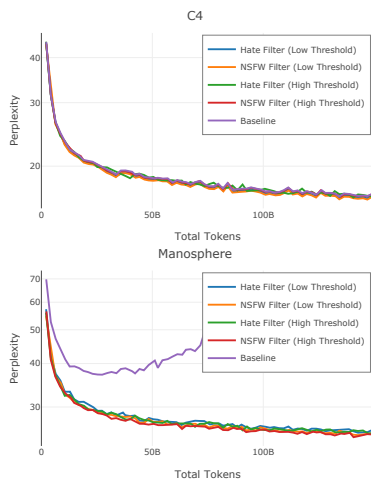 C4
40
30
20
Perplexity
Hate Filter (Low Threshold)
NSFW Filter (Low Threshold)
Hate Filter (High Threshold)
NSFW Filter (High Threshold)
Baseline
0
50B
100B
Total Tokens
Manosphere
70
60
50
40
30
Perplexity
Hate Filter (Low Threshold)
NSFW Filter (Low Threshold)
Hate Filter (High Threshold)
NSFW Filter (High Threshold)
Baseline
0
50B
100B
Total Tokens